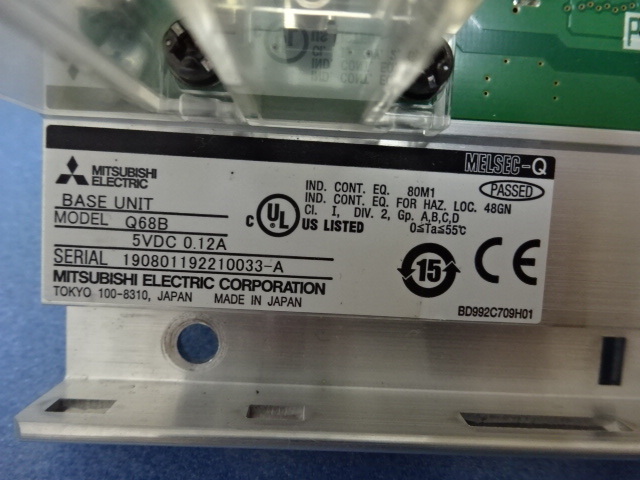 MELSEC-Q
MITSUBISHI
ELECTRIC
BASE UNIT
MODEL Q68B
5VDC 0.12A
SERIAL 190801192210033-A
MITSUBISHI ELECTRIC CORPORATION
TOKYO 100-8310, JAPAN MADE IN JAPAN
C UL US LISTED
IND. CONT. EQ. 80M1
IND. CONT. EQ. FOR HAZ. LOC. 48GN
Cl. I, DIV. 2, Gp. A,B,C,D
0≤Ta≤55℃
PASSED
15
CE
BD992C709H01